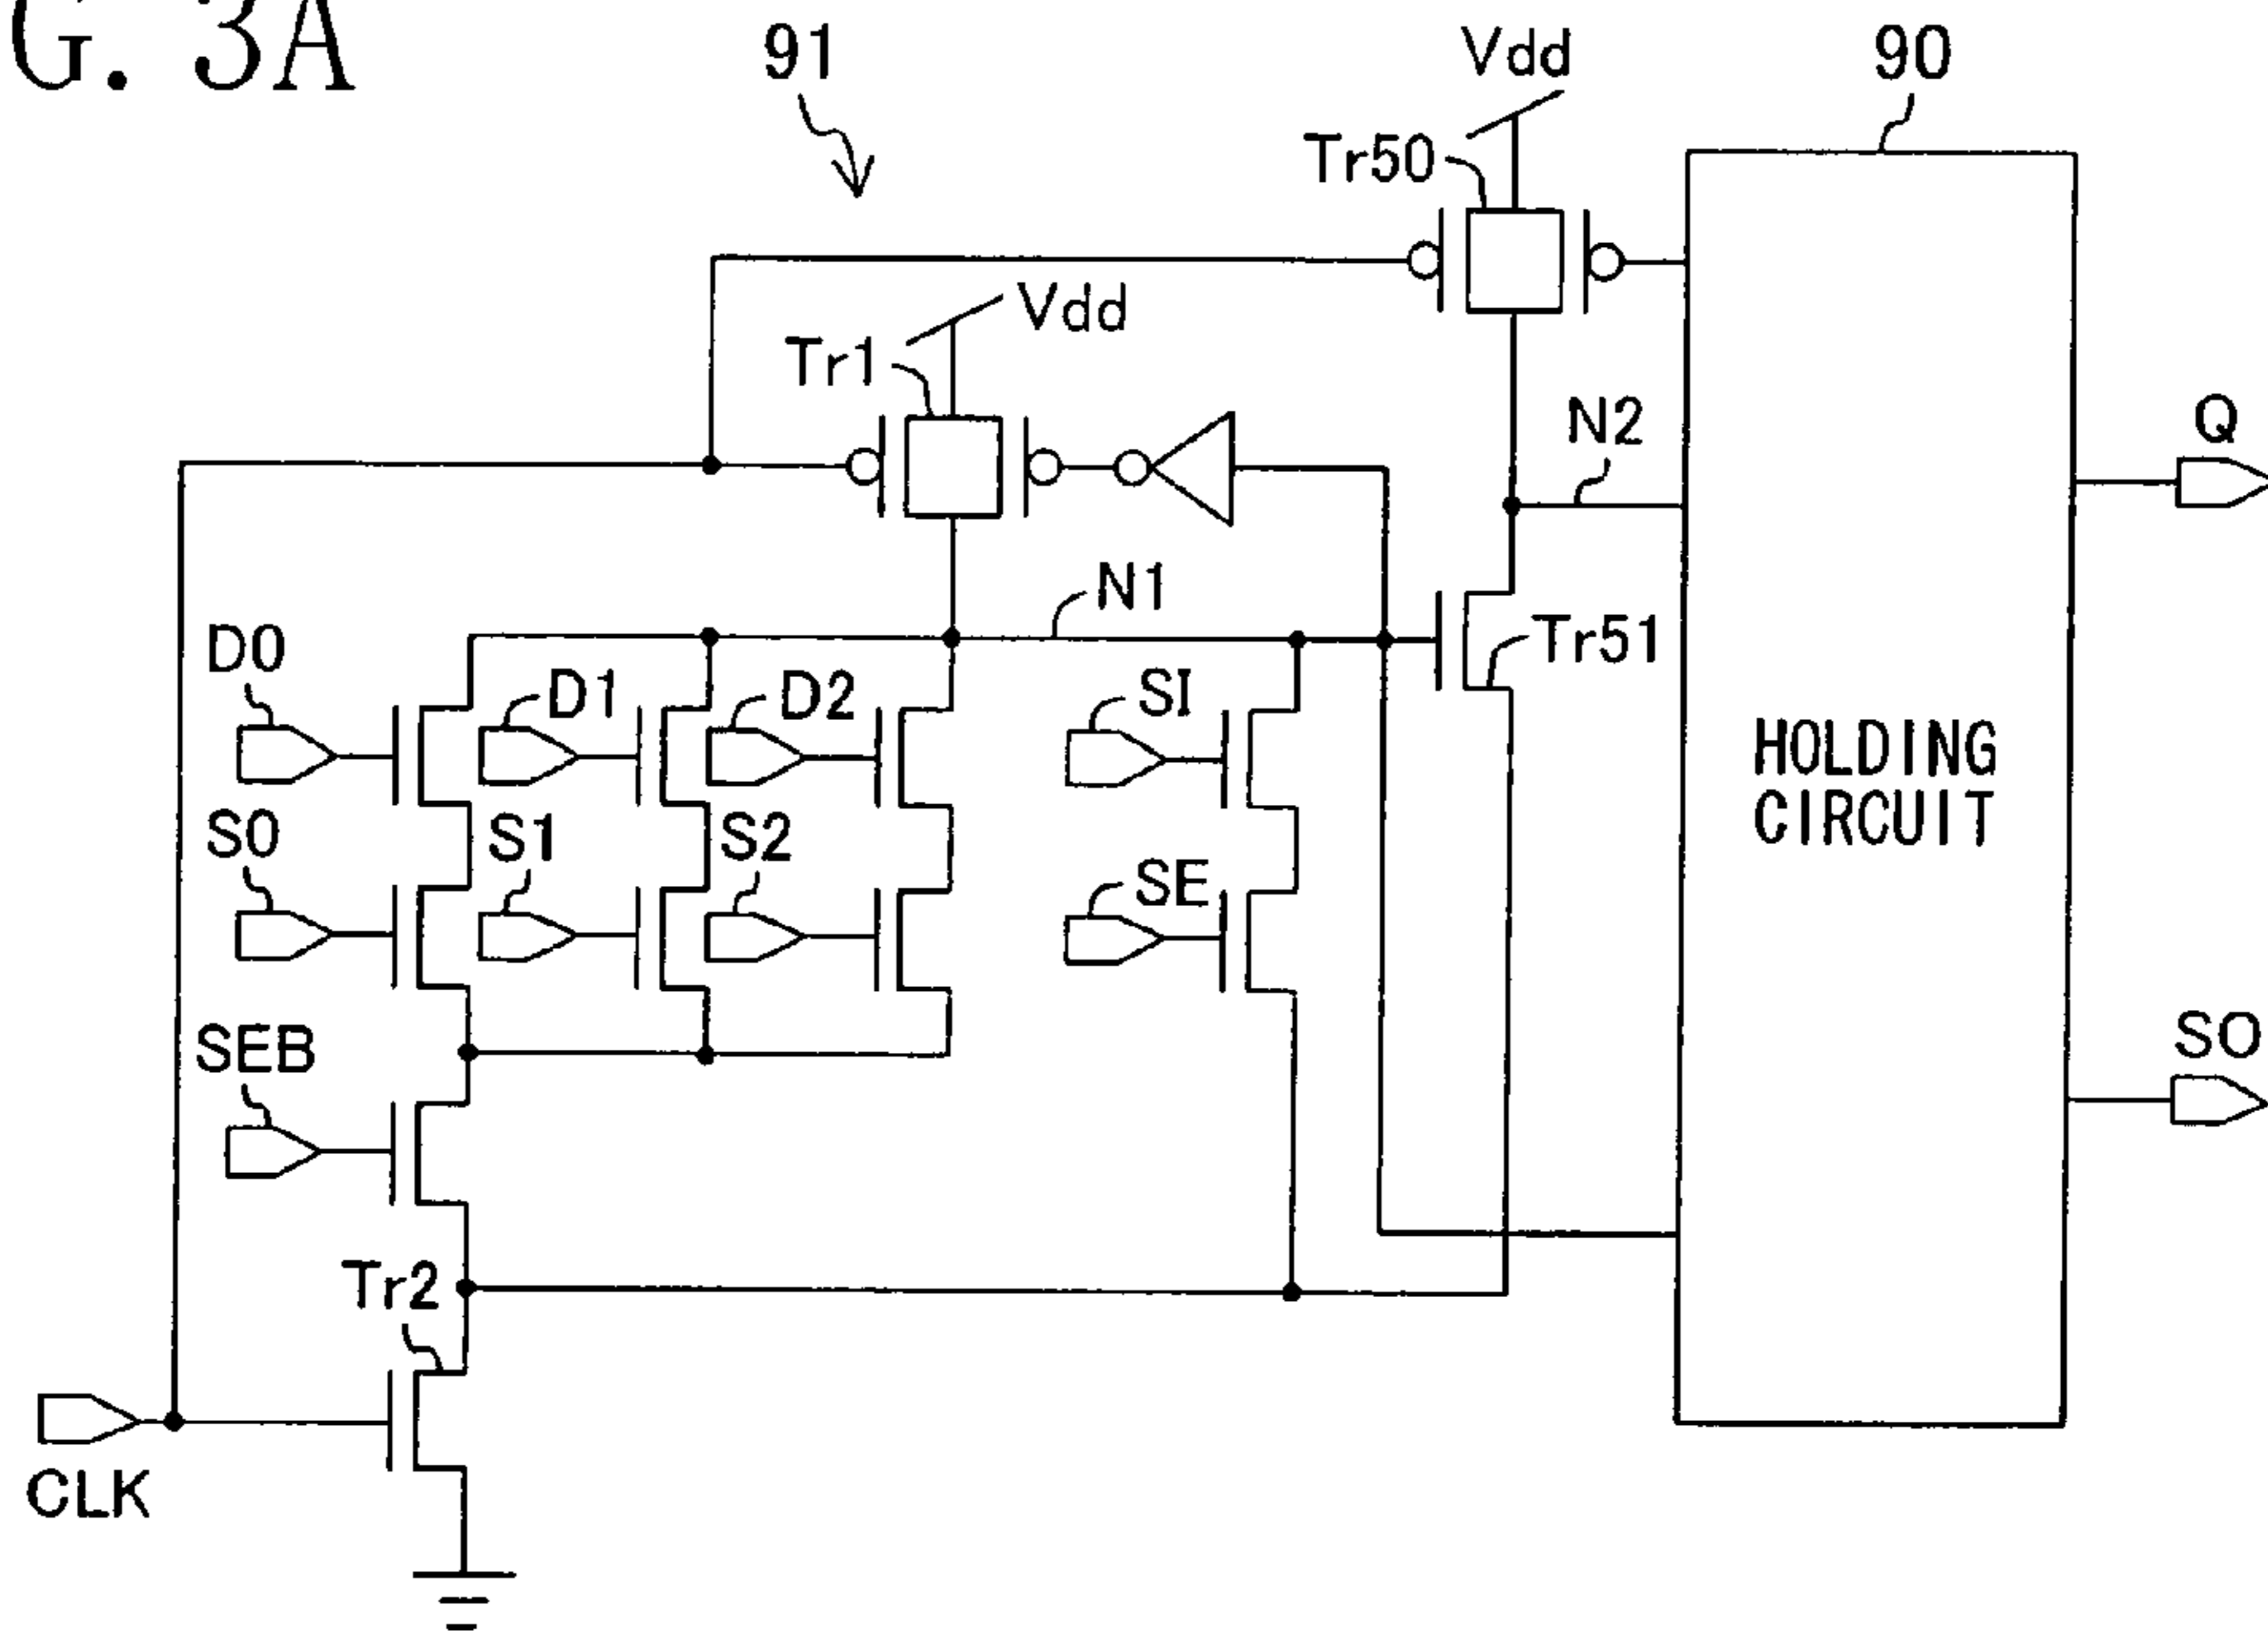 G. 3A
91
Vdd
90
Tr50
Vdd
Tr1
N2
Q
N1
D0
D1
D2
SI
Tr51
HOLDING
CIRCUIT
S0
S1
S2
SE
SEB
SO
Tr2
CLK